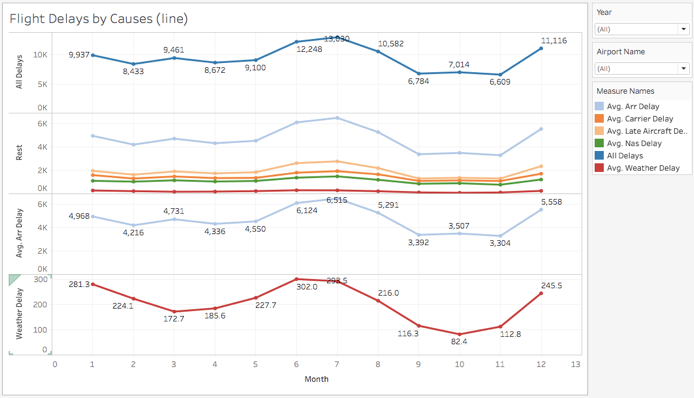 Flight Delays by Causes (line)
All Delays
10K
5K
0K
9,937
8,433
9,461
8,672
9,100
12,248
13,030
10,582
6,784
7,014
6,609
11,116
Rest
6K
4K
2K
0K
Avg. Arr Delay
6K
4K
2K
0K
4,968
4,216
4,731
4,336
4,550
6,124
6,515
5,291
3,392
3,507
3,304
5,558
Weather Delay
300
200
100
0
281.3
224.1
172.7
185.6
227.7
302.0
293.5
216.0
116.3
82.4
112.8
245.5
0 1 2 3 4 5 6 7 8 9 10 11 12 13
Month
Year
(All)
Airport Name
(All)
Measure Names
Avg. Arr Delay
Avg. Carrier Delay
Avg. Late Aircraft De...
Avg. Nas Delay
All Delays
Avg. Weather Delay